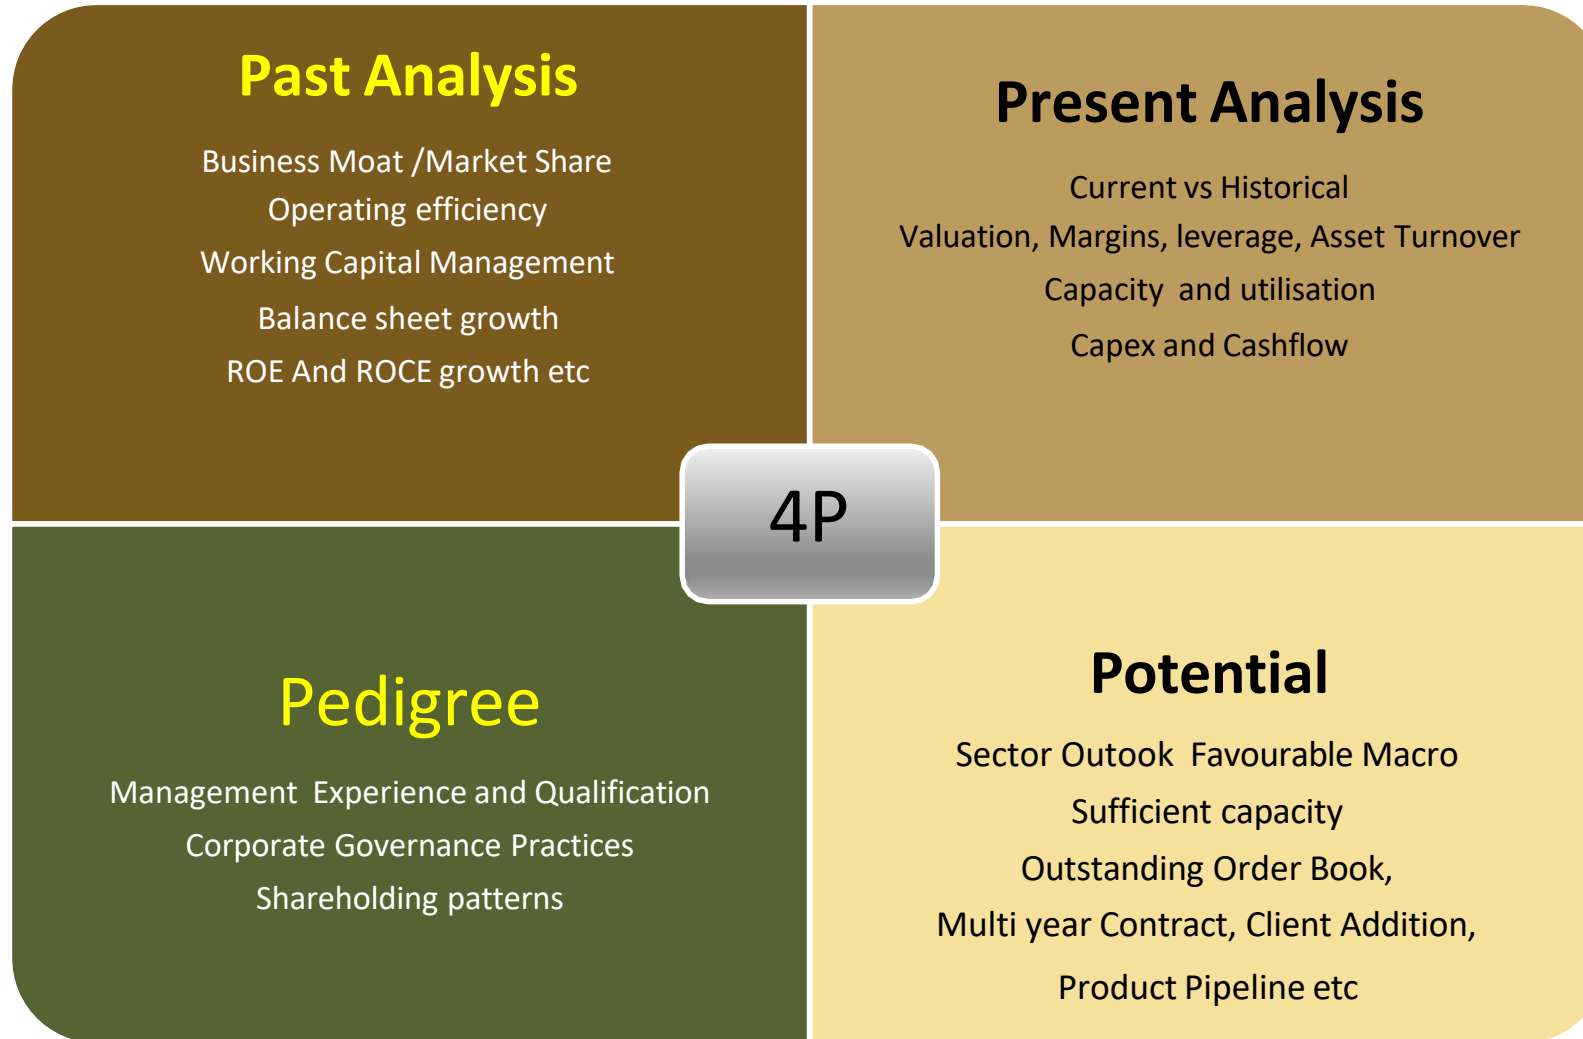 Past Analysis
Business Moat /Market Share
Operating efficiency
Working Capital Management
Balance sheet growth
ROE And ROCE growth etc
Present Analysis
Current vs Historical
Valuation, Margins, leverage, Asset Turnover
Capacity and utilisation
Capex and Cashflow
4P
Pedigree
Management Experience and Qualification
Corporate Governance Practices
Shareholding patterns
Potential
Sector Outook Favourable Macro
Sufficient capacity
Outstanding Order Book,
Multi year Contract, Client Addition,
Product Pipeline etc